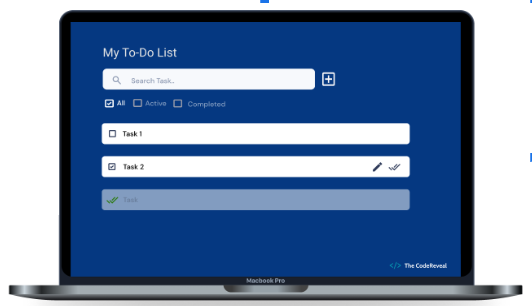 My To-Do List
Search Task..
All Active Completed
Task 1
Task 2
Task
</> The CodeReveal
Macbook Pro